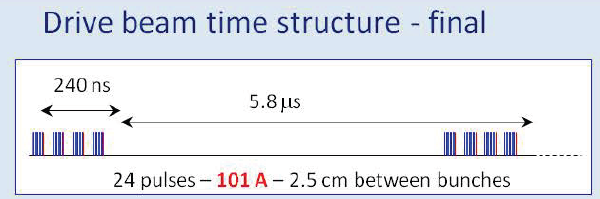 Drive beam time structure - final
240 ns
5.8 μs
24 pulses – 101 A – 2.5 cm between bunches